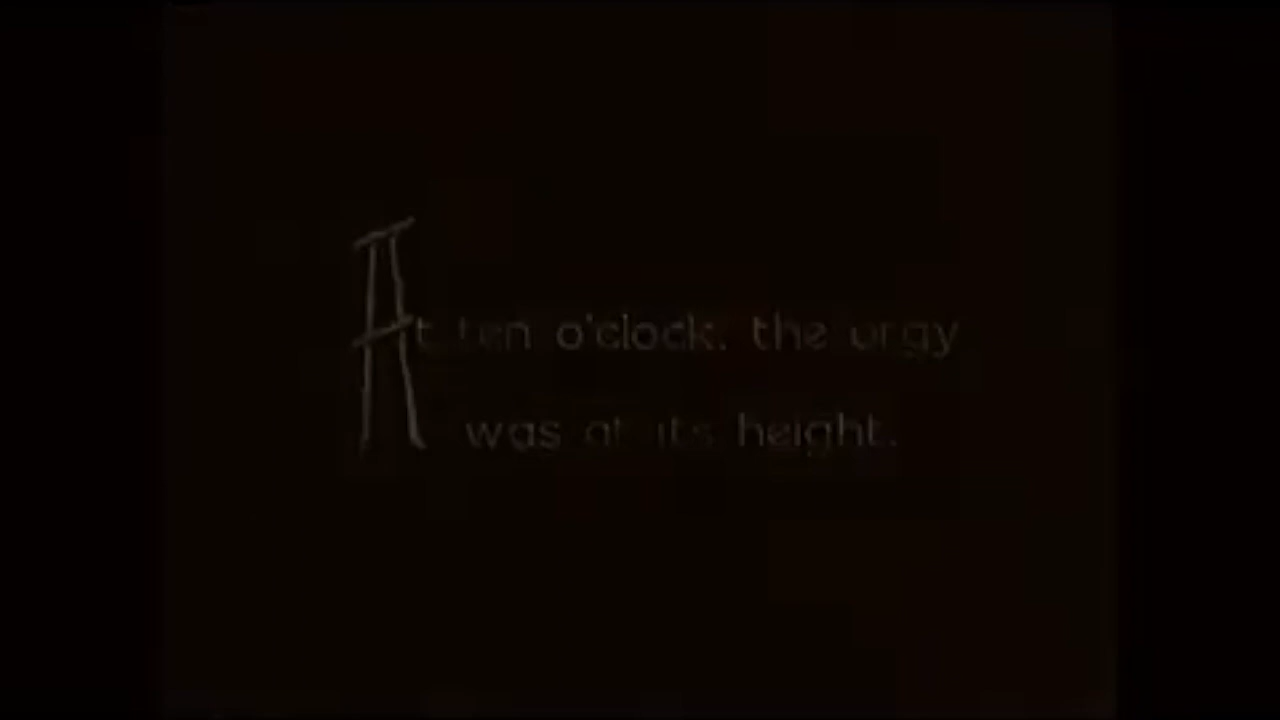 At ten o'clock. the orgy
was at its height.